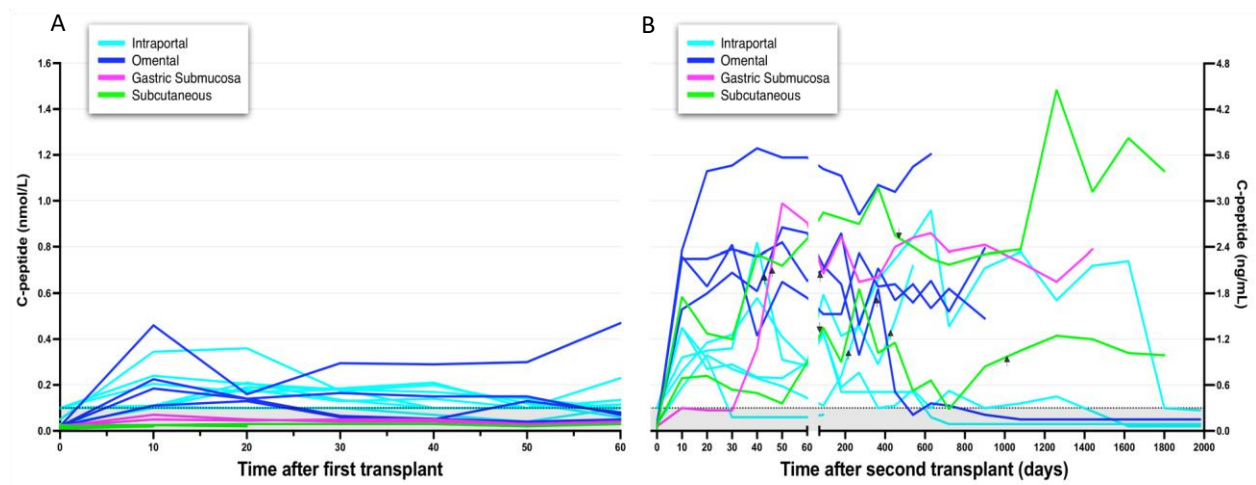 A
Intraportal
Omental
Gastric Submucosa
Subcutaneous
C-peptide (nmol/L)
1.6
1.4
1.2
1.0
0.8
0.6
0.4
0.2
0.0
0 10 20 30 40 50 60
Time after first transplant
B
Intraportal
Omental
Gastric Submucosa
Subcutaneous
4.8
4.2
3.6
3.0
2.4
1.8
1.2
0.6
0.0
C-peptide (ng/mL)
0 10 20 30 40 50 60 200 400 600 800 1000 1200 1400 1600 1800 2000
Time after second transplant (days)